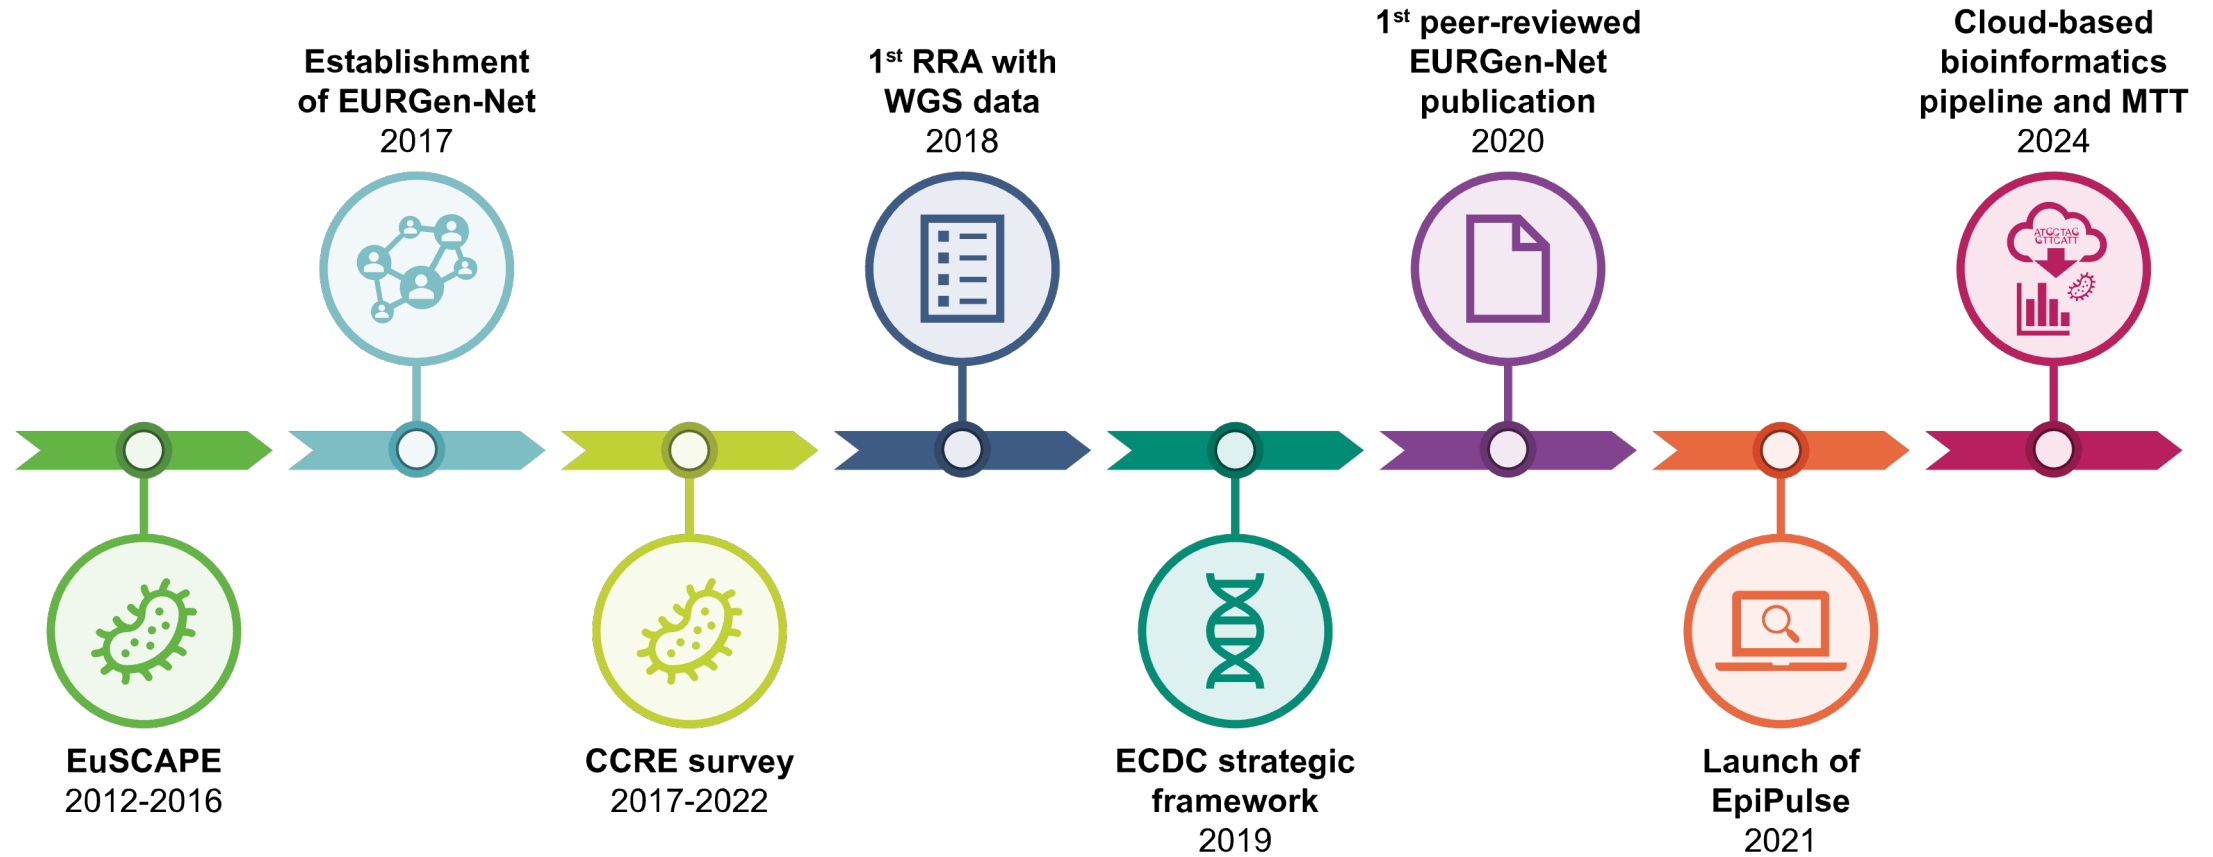 Establishment
of EURGen-Net
2017
1st RRA with
WGS data
2018
1st peer-reviewed
EURGen-Net
publication
2020
Cloud-based
bioinformatics
pipeline and MTT
2024
ATCGTAG
GTTCATT
EuSCAPE
2012-2016
CCRE survey
2017-2022
ECDC strategic
framework
2019
Launch of
EpiPulse
2021